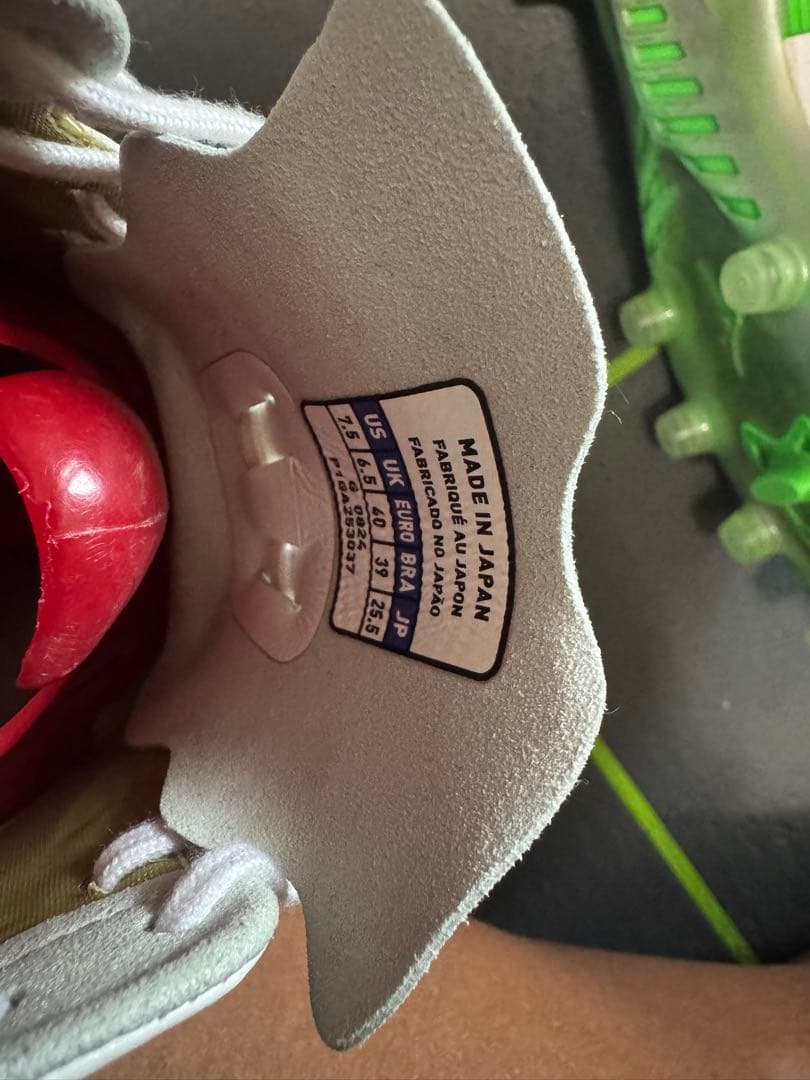 MADE IN JAPAN
FABRIQUÉ AU JAPON
FABRICADO NO JAPÃO
US UK EURO BRA JP
7.5 6.5 40 39 25.5
G 0824
P1GA253037